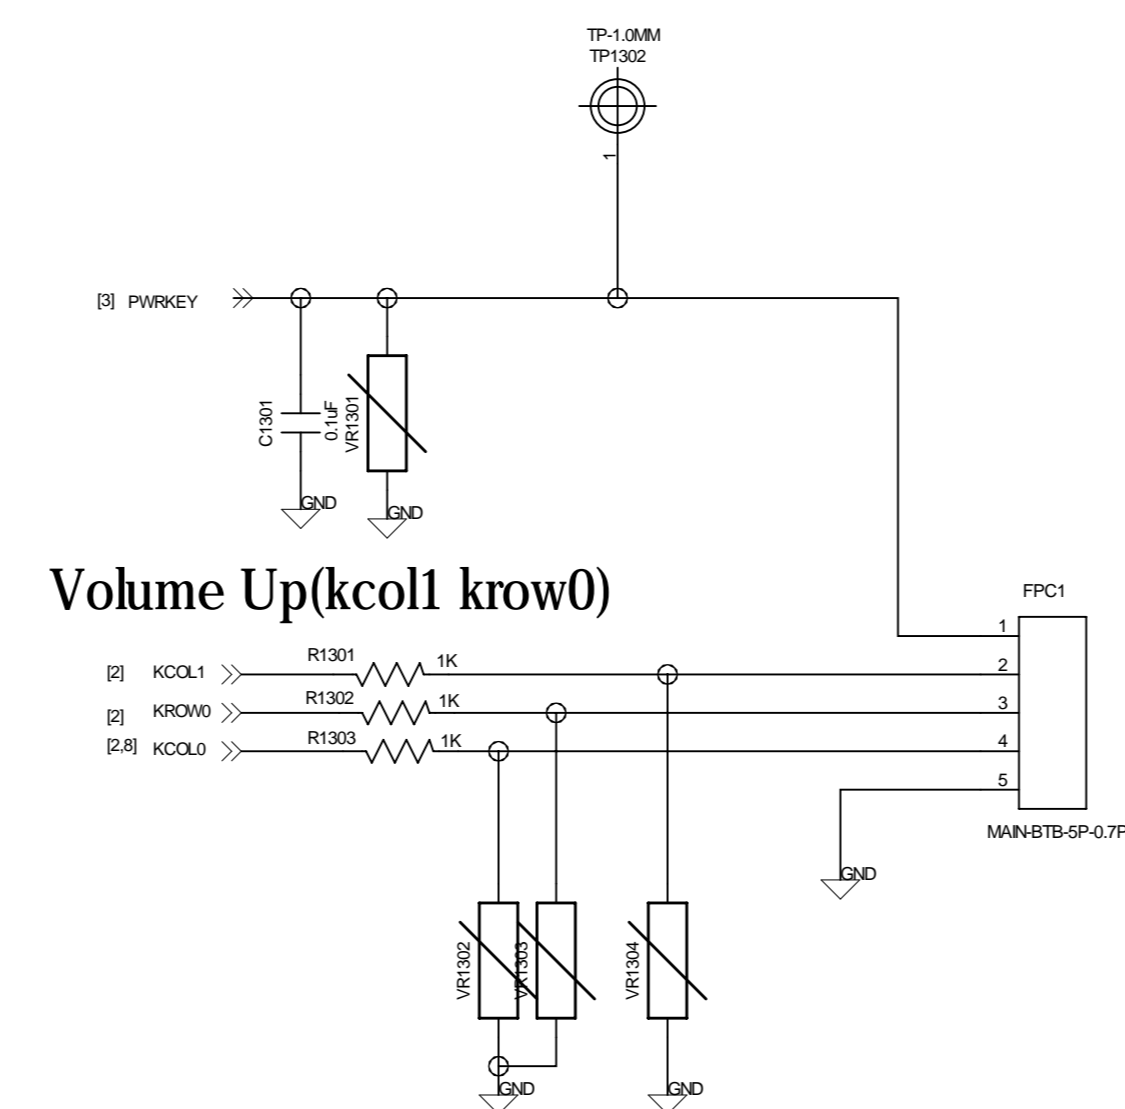 TP-1.0MM
TP1302
1
[3] PWRKEY
C1301
0.1uF
VR1301
GND
GND
Volume Up(kcol1 krow0)
FPC1
1
[2] KCOL1 R1301 1K 2
[2] KROW0 R1302 1K 3
[2,8] KCOL0 R1303 1K 4
5
MAIN-BTB-5P-0.7P
GND
VR1302
VR1303
VR1304
GND
GND